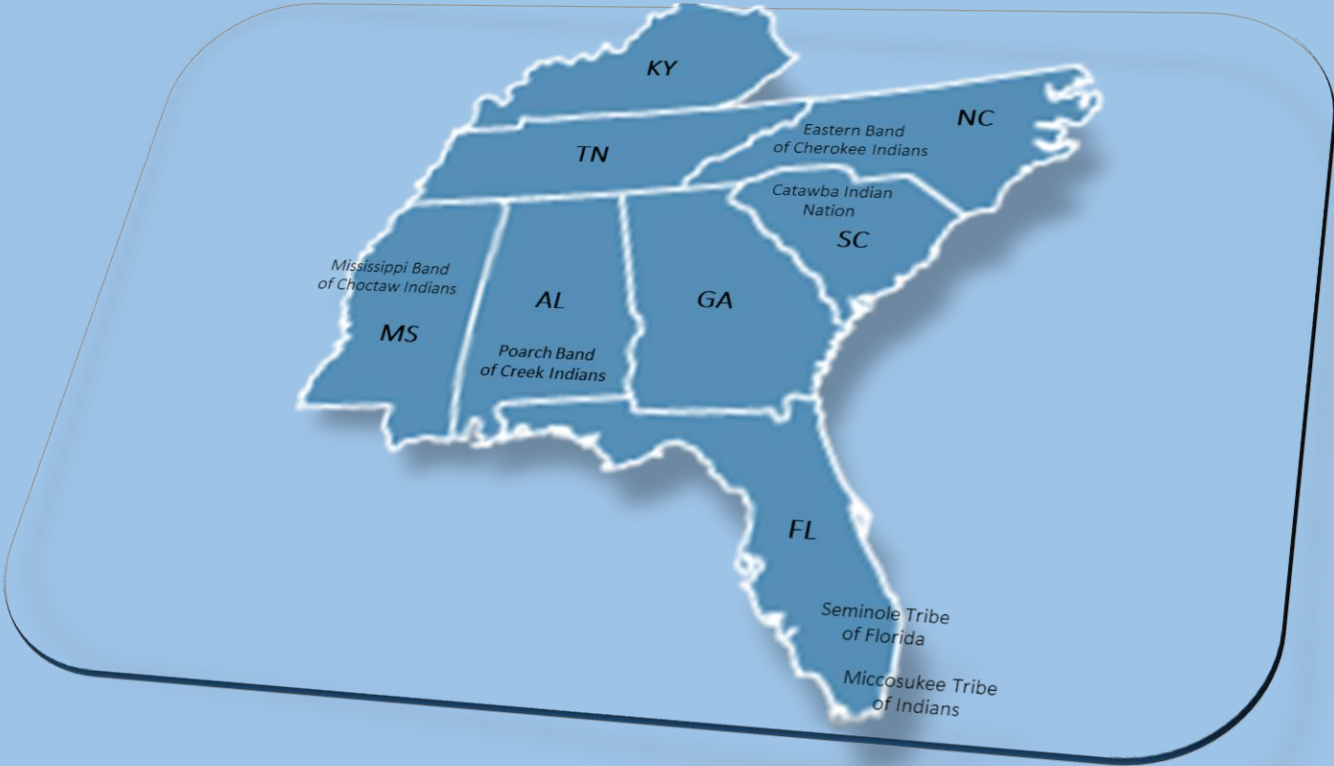 KY
NC
Eastern Band
of Cherokee Indians
TN
Catawba Indian
Nation
SC
Mississippi Band
of Choctaw Indians
MS
AL
Poarch Band
of Creek Indians
GA
FL
Seminole Tribe
of Florida
Miccosukee Tribe
of Indians